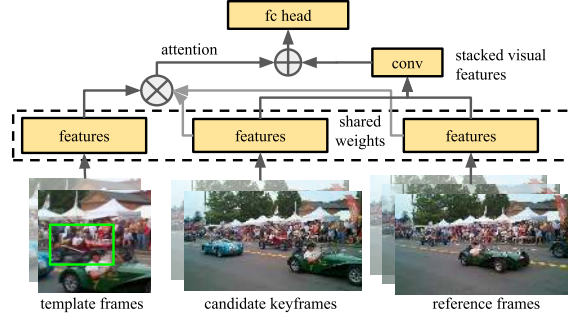 fc head
attention
conv
stacked visual
features
features
features
shared
weights
features
template frames
candidate keyframes
reference frames